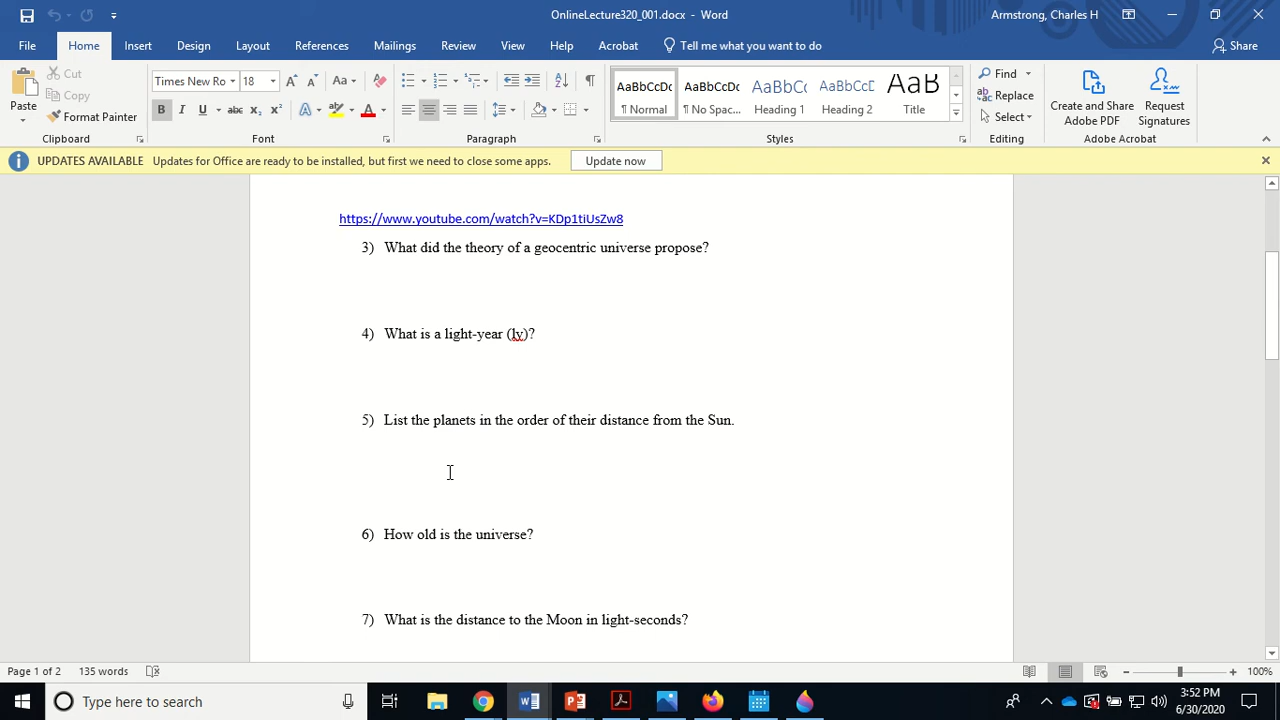 OnlineLecture320_001.docx - Word
Armstrong, Charles H
File Home Insert Design Layout References Mailings Review View Help Acrobat Tell me what you want to do Share
Paste
Cut
Copy
Format Painter
Clipboard
Times New Ro 18
Font
Paragraph
AaBbCcDc AaBbCcDc AaBbCc AaBbCcD AaB
¶ Normal ¶ No Spac... Heading 1 Heading 2 Title
Styles
Find
Replace
Select
Editing
Create and Share
Adobe PDF
Request
Signatures
Adobe Acrobat
UPDATES AVAILABLE Updates for Office are ready to be installed, but first we need to close some apps. Update now
https://www.youtube.com/watch?v=KDp1tiUsZw8
3) What did the theory of a geocentric universe propose?
4) What is a light-year (ly)?
5) List the planets in the order of their distance from the Sun.
6) How old is the universe?
7) What is the distance to the Moon in light-seconds?
Page 1 of 2 135 words 100%
Type here to search
3:52 PM
6/30/2020